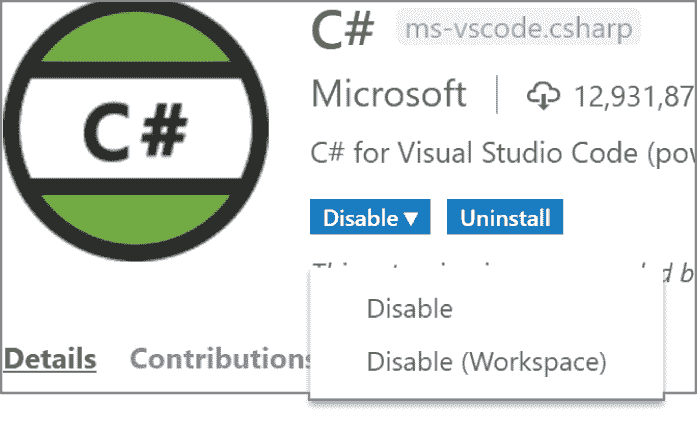 C# ms-vscode.csharp
Microsoft 12,931,87
C# for Visual Studio Code (pov
C#
Disable ▼ Uninstall
Disable
Disable (Workspace)
Details Contributions